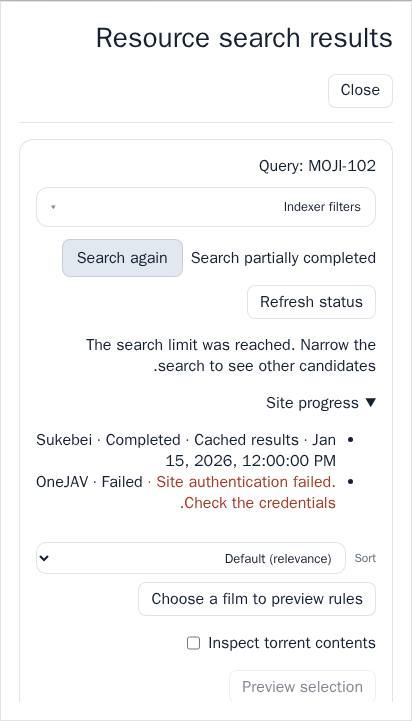 Resource search results
Close
Query: MOJI-102
Indexer filters
Search again Search partially completed
Refresh status
The search limit was reached. Narrow the
.search to see other candidates
Site progress
Sukebei · Completed · Cached results · Jan
15, 2026, 12:00:00 PM
OneJAV · Failed · Site authentication failed.
.Check the credentials
Default (relevance) Sort
Choose a film to preview rules
Inspect torrent contents
Preview selection